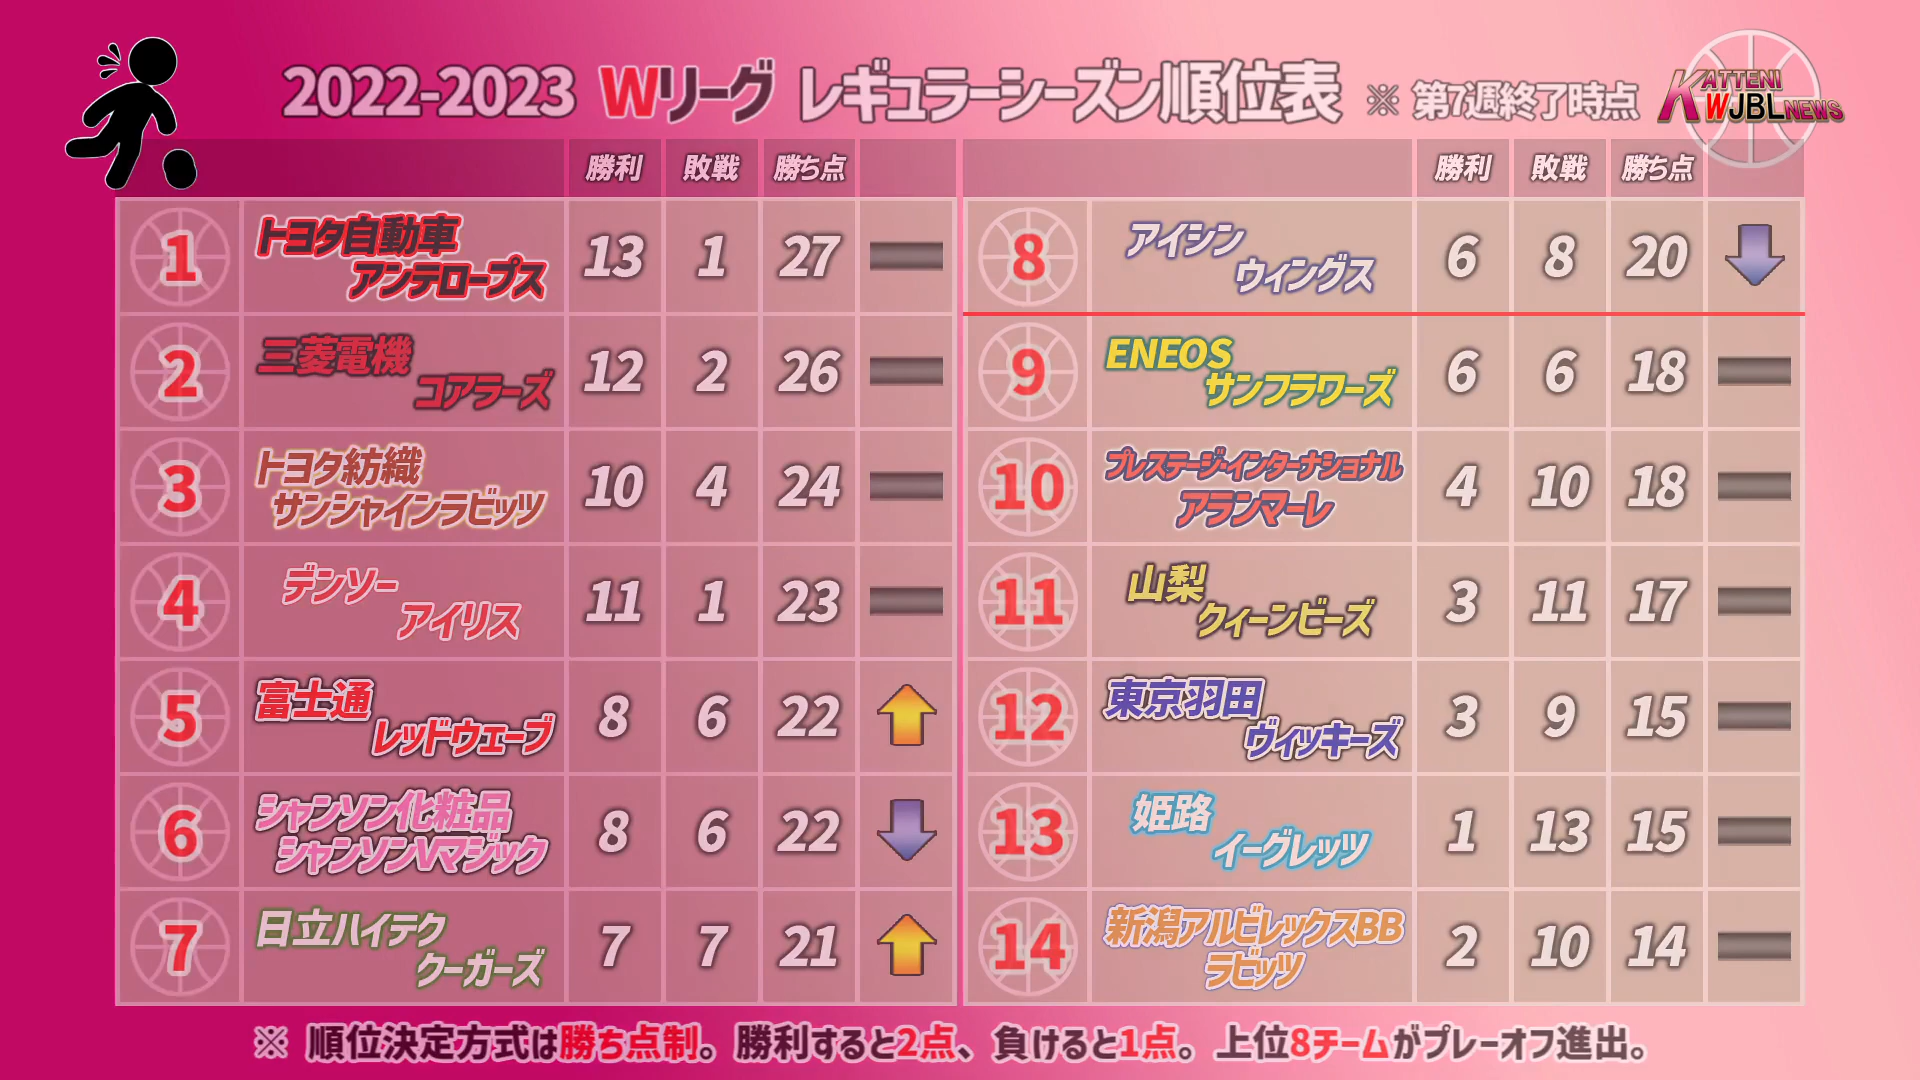 2022-2023 Wリーグ レギュラーシーズン順位表 ※ 第7週終了時点
KATTENI
WJBL NEWS
勝利 敗戦 勝ち点
1 トヨタ自動車
アンテロープス 13 1 27
2 三菱電機
コアラーズ 12 2 26
3 トヨタ紡織
サンシャインラビッツ 10 4 24
4 デンソー
アイリス 11 1 23
5 富士通
レッドウェーブ 8 6 22
6 シャンソン化粧品
シャンソンVマジック 8 6 22
7 日立ハイテク
クーガーズ 7 7 21
勝利 敗戦 勝ち点
8 アイシン
ウィングス 6 8 20
9 ENEOS
サンフラワーズ 6 6 18
10 プレステージ・インターナショナル
アランマーレ 4 10 18
11 山梨
クィーンビーズ 3 11 17
12 東京羽田
ヴィッキーズ 3 9 15
13 姫路
イーグレッツ 1 13 15
14 新潟アルビレックスBB
ラビッツ 2 10 14
※ 順位決定方式は勝ち点制。勝利すると2点、負けると1点。上位8チームがプレーオフ進出。